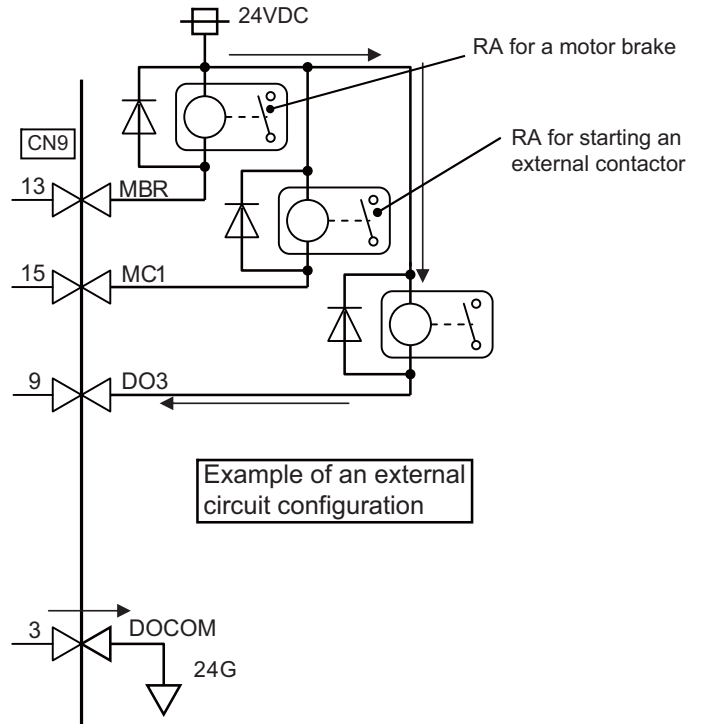 24VDC
RA for a motor brake
CN9
RA for starting an
external contactor
13
MBR
15
MC1
9
DO3
Example of an external
circuit configuration
3
DOCOM
24G